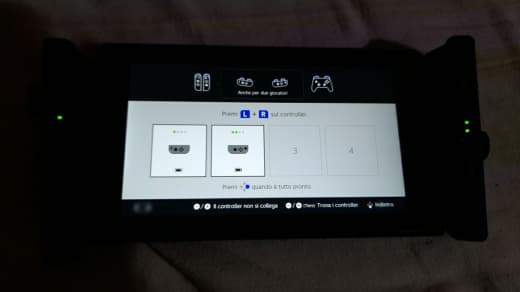 Anche per due giocatori
Premi L + R sul controller.
3
4
Premi quando è tutto pronto.
Il controller non si collega
Trova i controller
Indietro